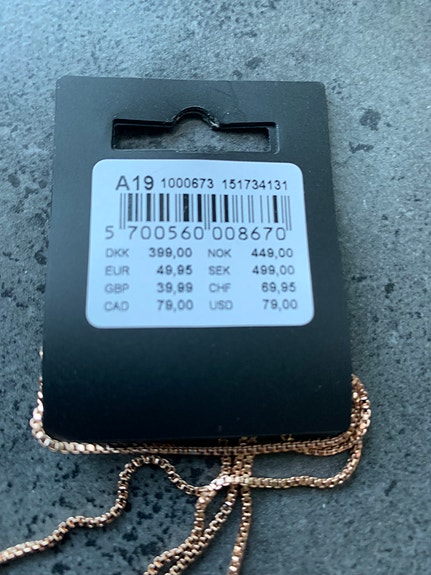 A19 1000673 151734131
5 700560 008670
DKK 399,00 NOK 449,00
EUR 49,95 SEK 499,00
GBP 39,99 CHF 69,95
CAD 79,00 USD 79,00